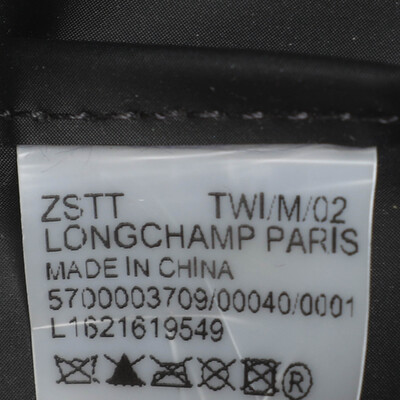 ZSTT TWI/M/02
LONGCHAMP PARIS
MADE IN CHINA
5700003709/00040/0001
L1621619549
®